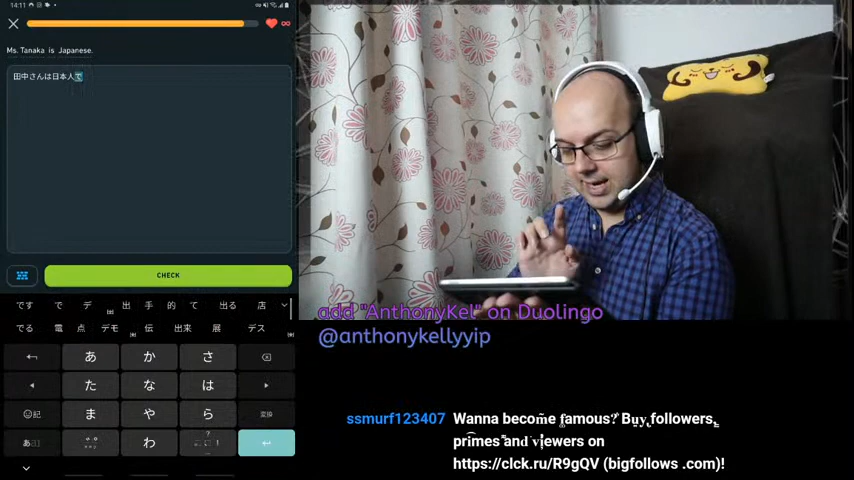 14:11
Ms. Tanaka is Japanese.
田中さんは日本人で
CHECK
です で デ 出 手 的 て 出る 店
でる 電 点 デモ 伝 出来 展 デス
あ か さ
た な は
記 ま や ら 変換
わ
add "AnthonyKel" on Duolingo
@anthonykellyyip
ssmurf123407 Wanna become famous? Buy followers,
primes and viewers on
https://clck.ru/R9gQV (bigfollows .com)!